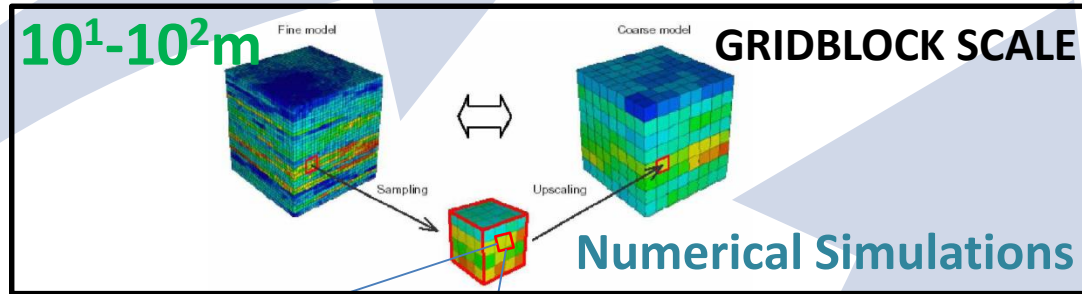 10¹-10²m
Fine model
Coarse model
GRIDBLOCK SCALE
Sampling
Upscaling
Numerical Simulations